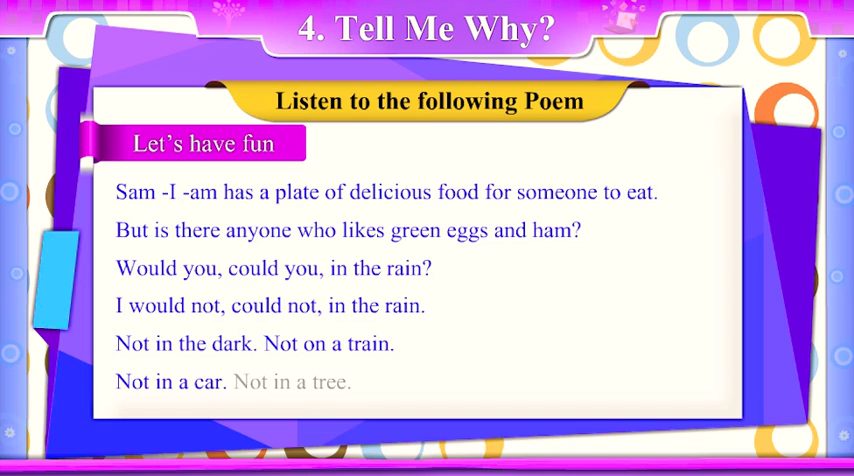 4. Tell Me Why?
Listen to the following Poem
Let's have fun
Sam -I -am has a plate of delicious food for someone to eat.
But is there anyone who likes green eggs and ham?
Would you, could you, in the rain?
I would not, could not, in the rain.
Not in the dark. Not on a train.
Not in a car. Not in a tree.